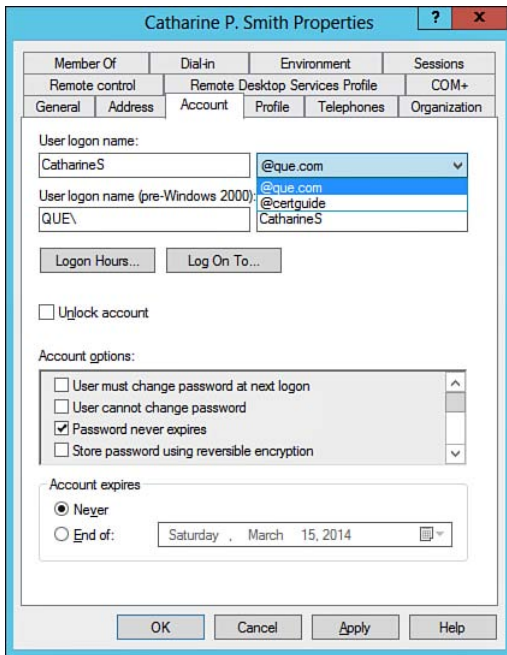 Catharine P. Smith Properties ? x
Member Of Dial-in Environment Sessions
Remote control Remote Desktop Services Profile COM+
General Address Account Profile Telephones Organization
User logon name:
CatharineS @que.com
@que.com
User logon name (pre-Windows 2000): @certguide
QUE\ CatharineS
Logon Hours... Log On To...
Unlock account
Account options:
User must change password at next logon
User cannot change password
Password never expires
Store password using reversible encryption
Account expires
Never
End of: Saturday , March 15, 2014
OK Cancel Apply Help